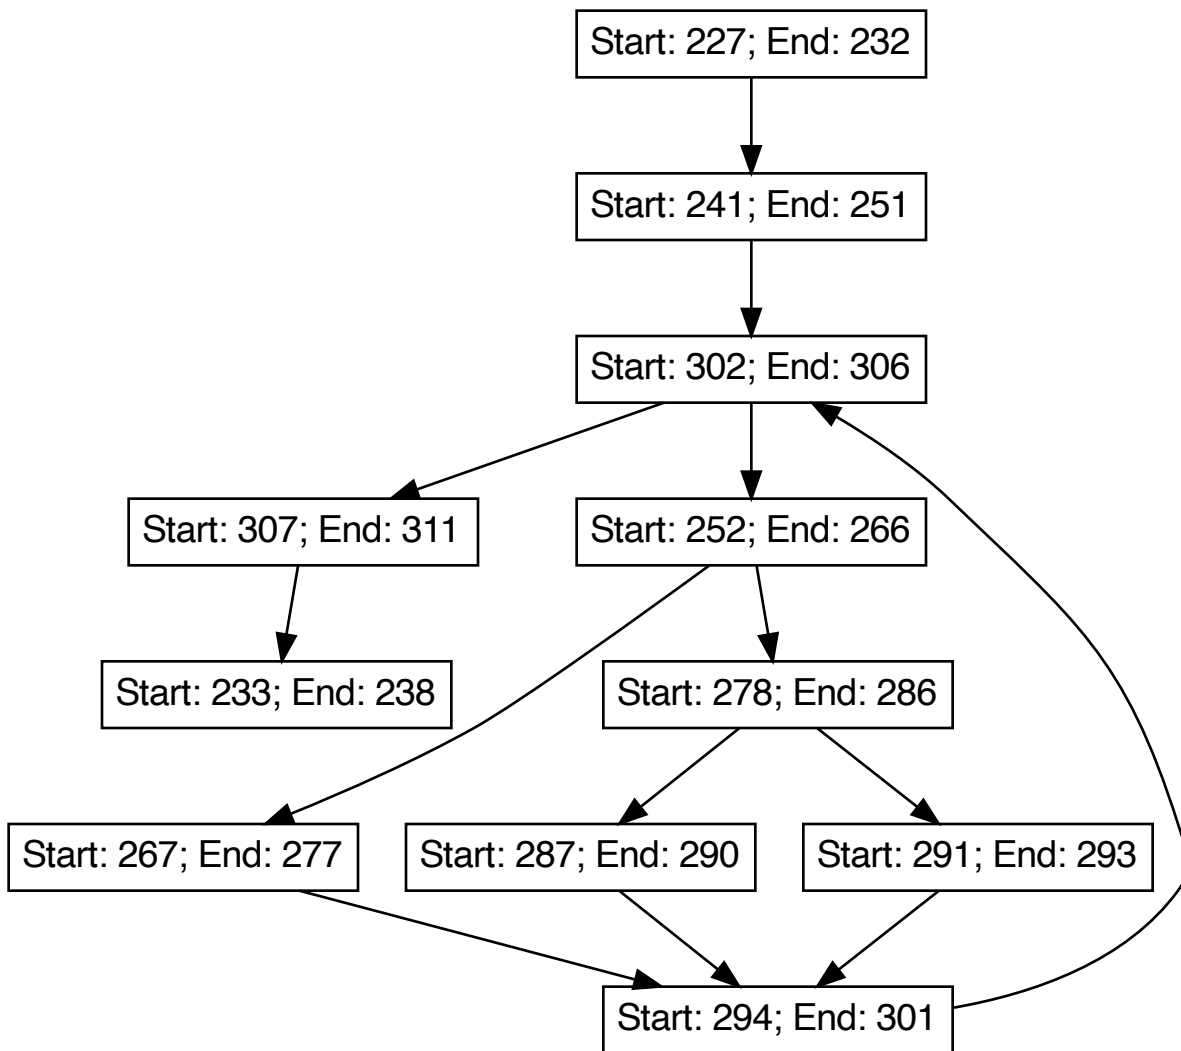 Start: 227; End: 232
Start: 241; End: 251
Start: 302; End: 306
Start: 307; End: 311
Start: 252; End: 266
Start: 233; End: 238
Start: 278; End: 286
Start: 267; End: 277
Start: 287; End: 290
Start: 291; End: 293
Start: 294; End: 301